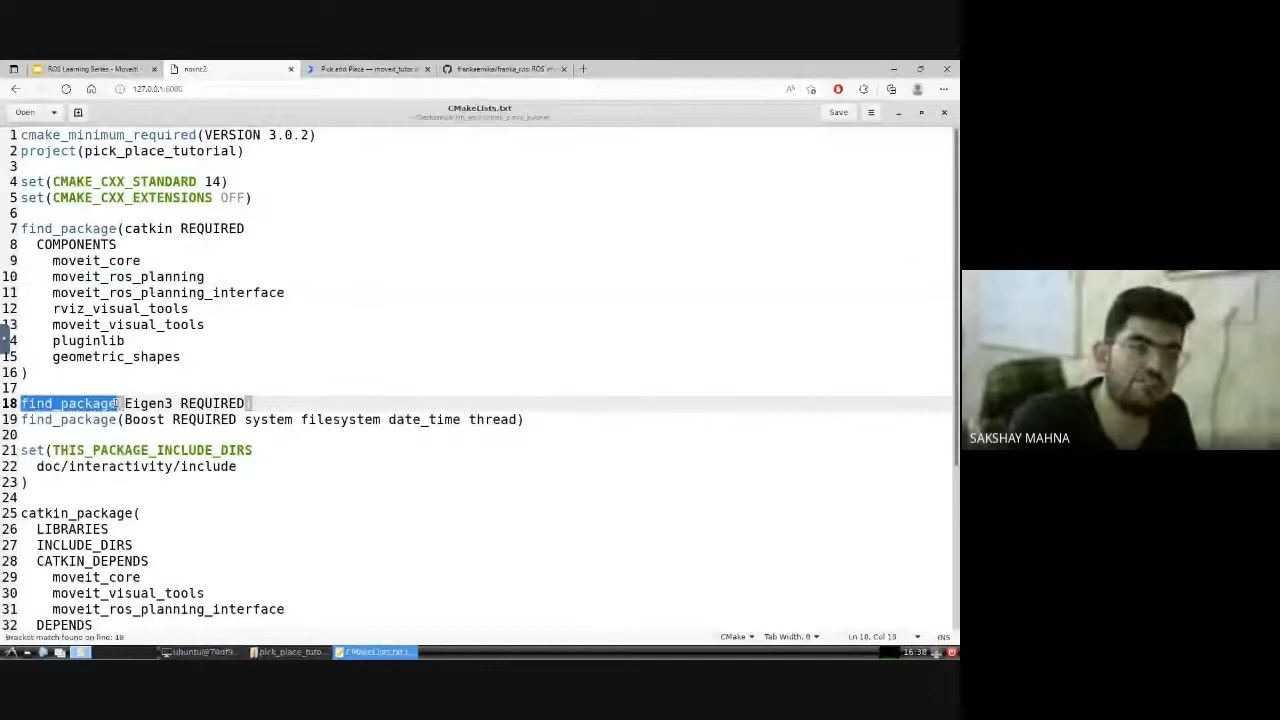 ROS Learning Series - MoveIt!
novnc2
Pick and Place — moveit_tutorial
frankaemika/franka_ros: ROS in
127.0.0.1:6080
Open
CMakeLists.txt
Save
1 cmake_minimum_required(VERSION 3.0.2)
2 project(pick_place_tutorial)
3
4 set(CMAKE_CXX_STANDARD 14)
5 set(CMAKE_CXX_EXTENSIONS OFF)
6
7 find_package(catkin REQUIRED
8 COMPONENTS
9 moveit_core
10 moveit_ros_planning
11 moveit_ros_planning_interface
12 rviz_visual_tools
13 moveit_visual_tools
4 pluginlib
15 geometric_shapes
16 )
17
18 find_package(Eigen3 REQUIRED)
19 find_package(Boost REQUIRED system filesystem date_time thread)
20
21 set(THIS_PACKAGE_INCLUDE_DIRS
22 doc/interactivity/include
23 )
24
25 catkin_package(
26 LIBRARIES
27 INCLUDE_DIRS
28 CATKIN_DEPENDS
29 moveit_core
30 moveit_visual_tools
31 moveit_ros_planning_interface
32 DEPENDS
Bracket match found on line: 18
CMake
Tab Width: 8
Ln 18, Col 13
INS
pick_place_tuto...
CMakeLists.txt (...
16:38
SAKSHAY MAHNA